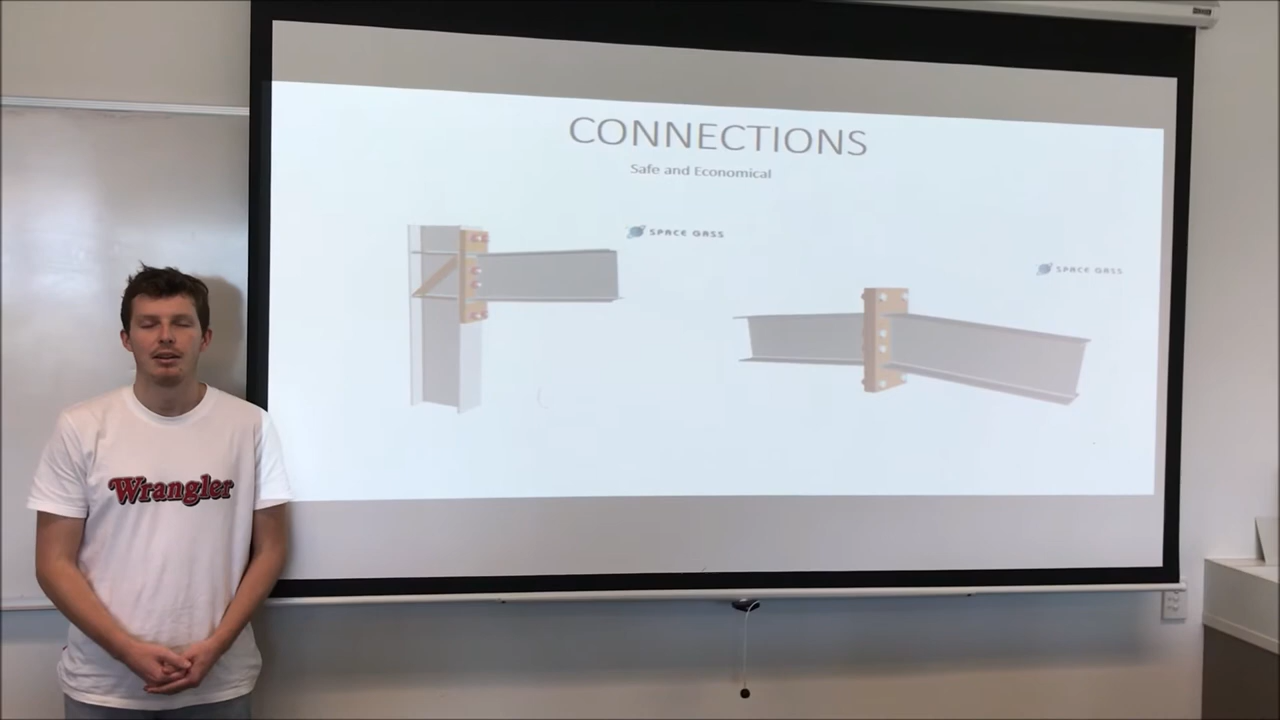 CONNECTIONS
Safe and Economical
SPACE GASS
SPACE GASS
Wrangler